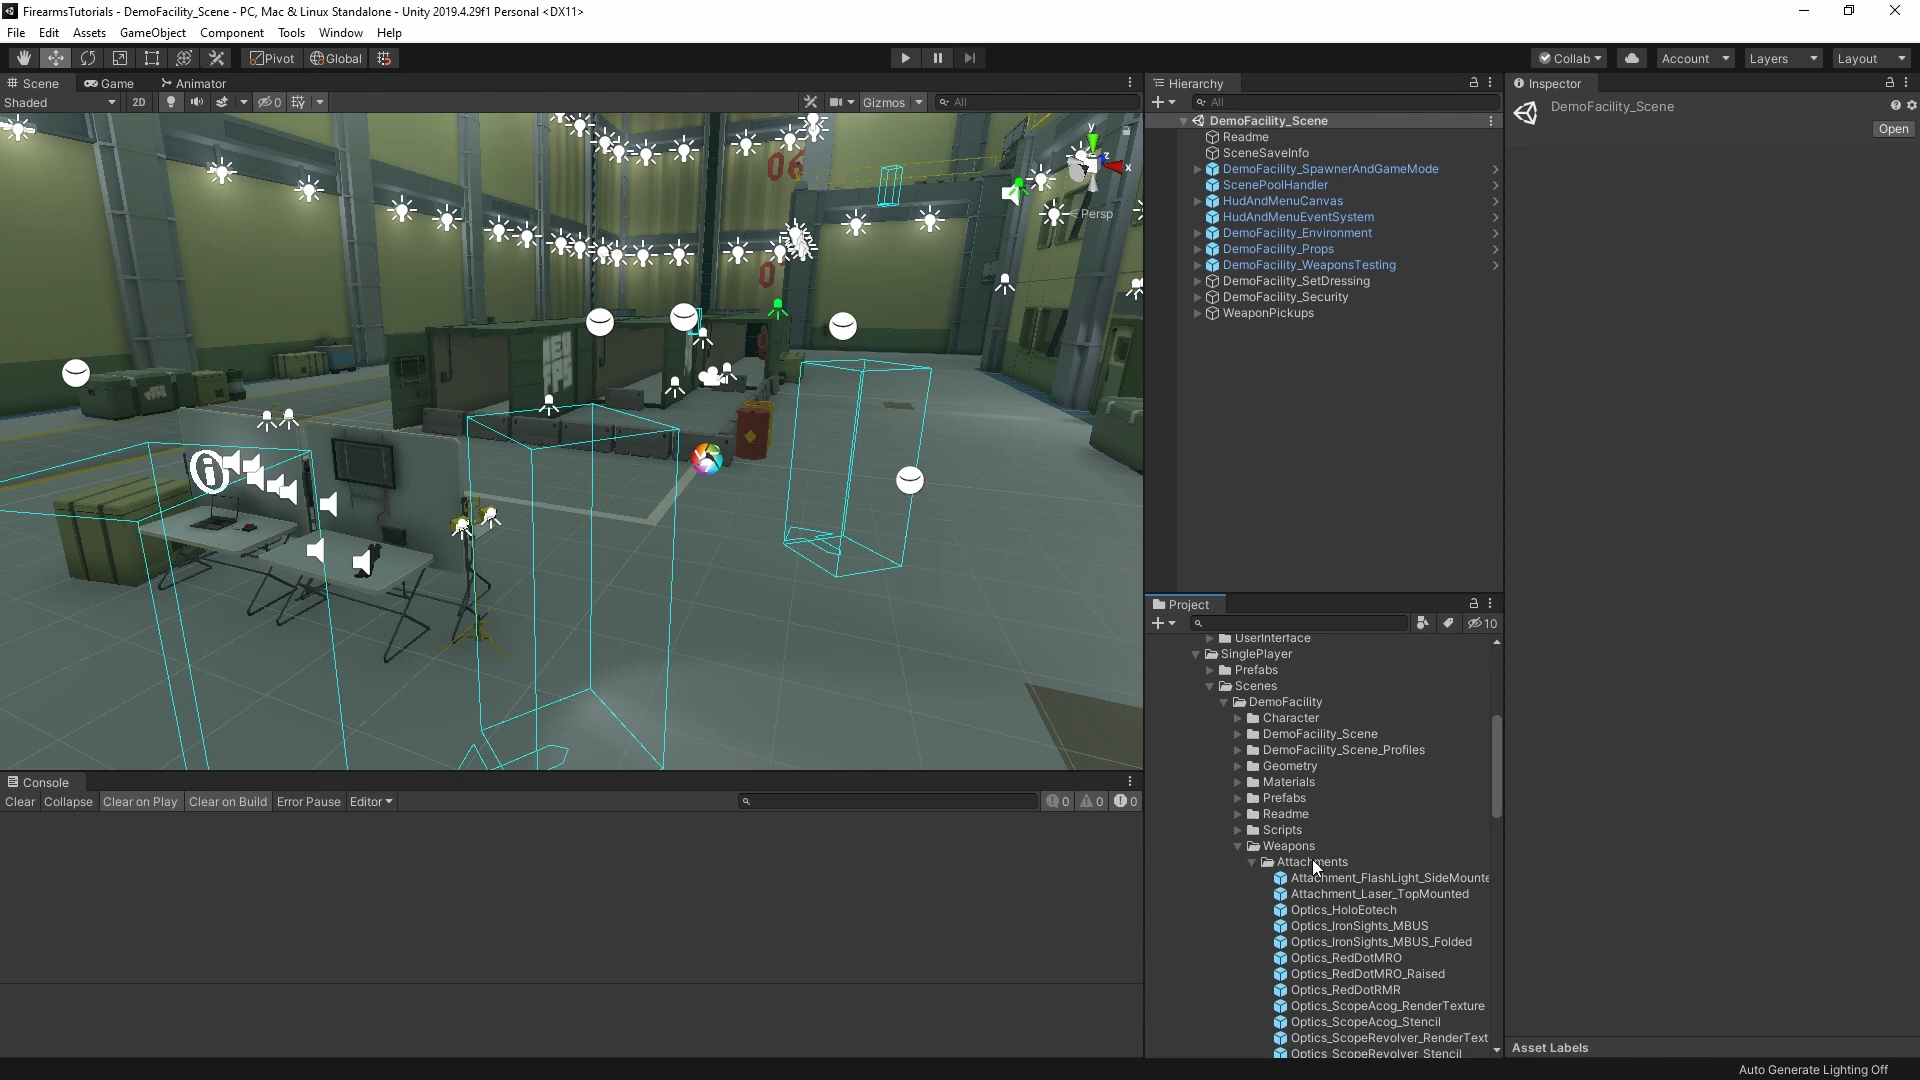 FirearmsTutorials - DemoFacility_Scene - PC, Mac & Linux Standalone - Unity 2019.4.29f1 Personal <DX11>
File Edit Assets GameObject Component Tools Window Help
Pivot Global Collab Account Layers Layout
Scene Game Animator
Shaded 2D 0 Gizmos All
06
y
x
z
Persp
NEO
FPS
Hierarchy
All
DemoFacility_Scene
Readme
SceneSaveInfo
DemoFacility_SpawnerAndGameMode
ScenePoolHandler
HudAndMenuCanvas
HudAndMenuEventSystem
DemoFacility_Environment
DemoFacility_Props
DemoFacility_WeaponsTesting
DemoFacility_SetDressing
DemoFacility_Security
WeaponPickups
Inspector
DemoFacility_Scene
Open
Project
10
UserInterface
SinglePlayer
Prefabs
Scenes
DemoFacility
Character
DemoFacility_Scene
DemoFacility_Scene_Profiles
Geometry
Materials
Prefabs
Readme
Scripts
Weapons
Attachments
Attachment_FlashLight_SideMounte
Attachment_Laser_TopMounted
Optics_HoloEotech
Optics_IronSights_MBUS
Optics_IronSights_MBUS_Folded
Optics_RedDotMRO
Optics_RedDotMRO_Raised
Optics_RedDotRMR
Optics_ScopeAcog_RenderTexture
Optics_ScopeAcog_Stencil
Optics_ScopeRevolver_RenderText
Optics_ScopeRevolver_Stencil
Console
Clear Collapse Clear on Play Clear on Build Error Pause Editor 0 0 0
Asset Labels
Auto Generate Lighting Off